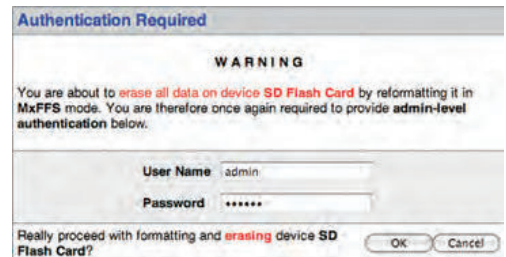 Authentication Required
WARNING
You are about to erase all data on device SD Flash Card by reformatting it in
MxFFS mode. You are therefore once again required to provide admin-level
authentication below.
User Name admin
Password ••••••
Really proceed with formatting and erasing device SD
Flash Card?
OK Cancel